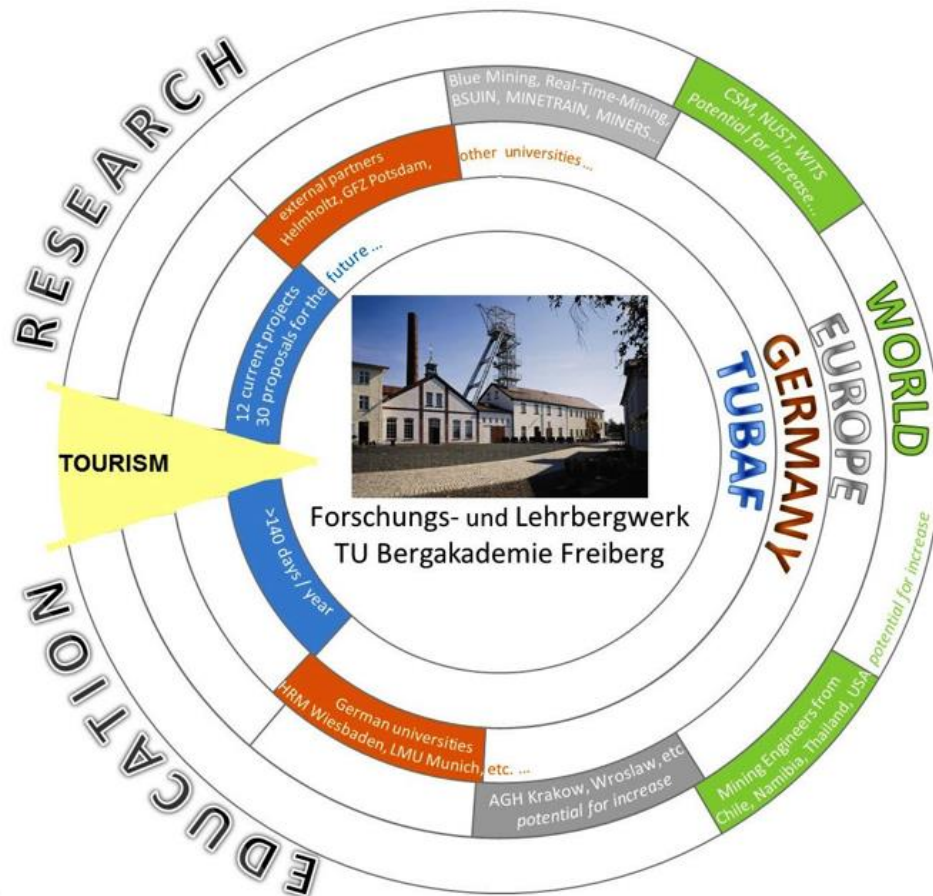 RESEARCH
Blue Mining, Real-Time-Mining,
BSUIN, MINETRAIN, MINERS...
CSM, NUST, WITS
Potential for increase...
external partners
Helmholtz, GFZ Potsdam,
other universities ...
12 current projects
30 proposals for the future ...
WORLD
EUROPE
GERMANY
TUBAF
TOURISM
Forschungs- und Lehrbergwerk
TU Bergakademie Freiberg
>140 days / year
German universities
HRM Wiesbaden, LMU Munich, etc. ...
AGH Krakow, Wroslaw, etc
potential for increase
Mining Engineers from
Chile, Namibia, Thailand, USA
potential for increase
EDUCATION